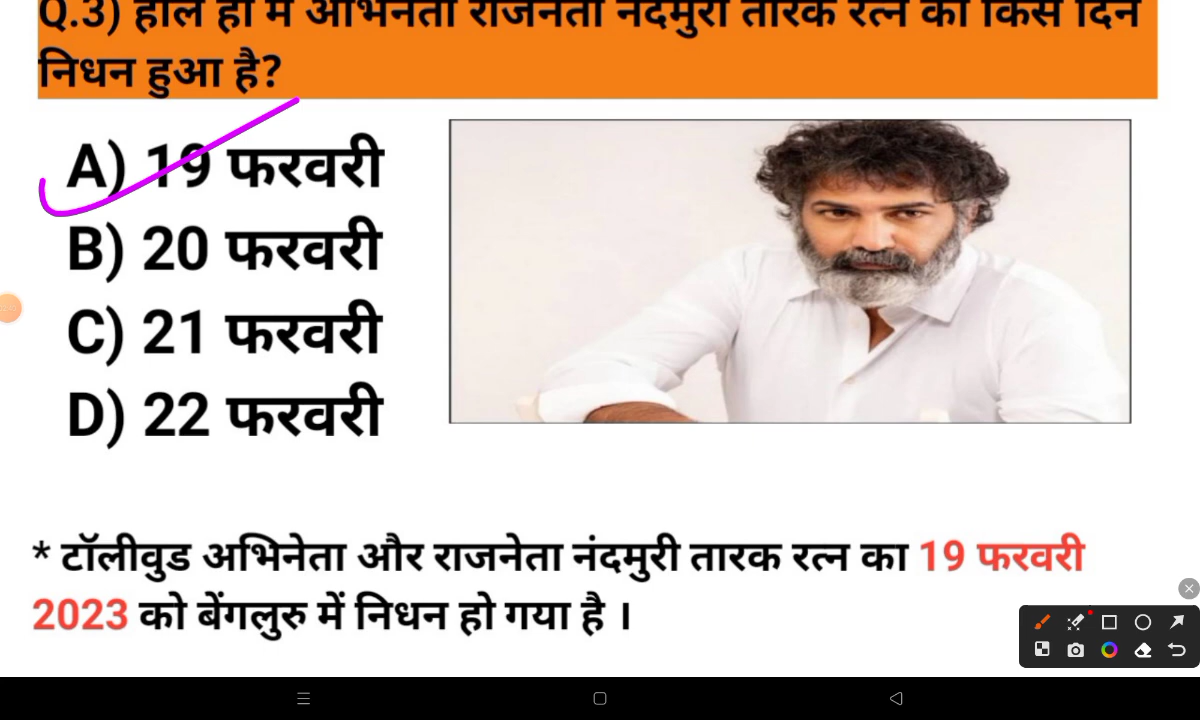 Q.3) हाल ही में अभिनेता राजनेता नंदमुरी तारक रत्न का किस दिन
निधन हुआ है?
A) 19 फरवरी
B) 20 फरवरी
C) 21 फरवरी
D) 22 फरवरी
* टॉलीवुड अभिनेता और राजनेता नंदमुरी तारक रत्न का 19 फरवरी
2023 को बेंगलुरु में निधन हो गया है ।